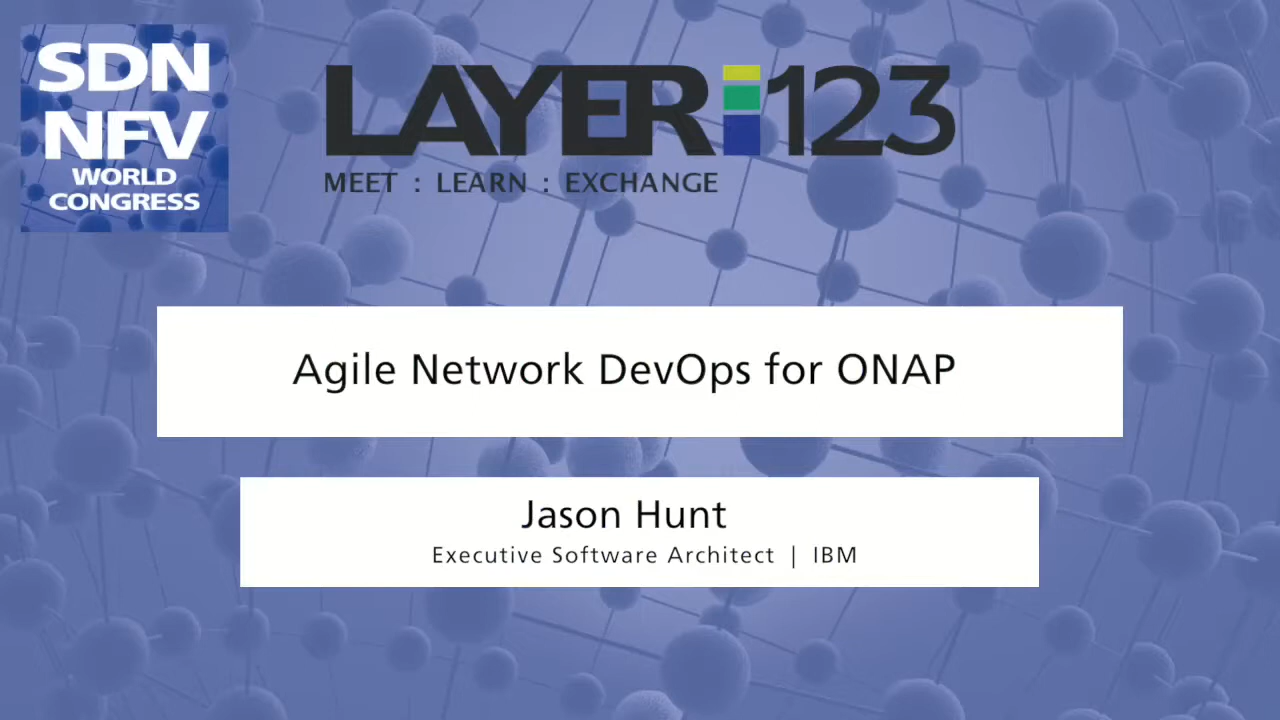 SDN
NFV
WORLD
CONGRESS
LAYER123
MEET : LEARN : EXCHANGE
Agile Network DevOps for ONAP
Jason Hunt
Executive Software Architect | IBM